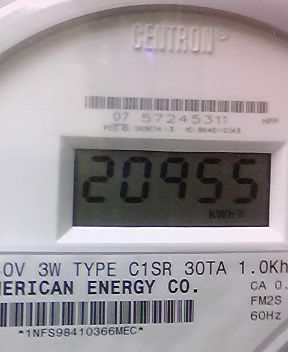 CENTRON®
07 57245311 HPP
20955
kWh
0V 3W TYPE C1SR 30TA 1.0Kh
MERICAN ENERGY CO. CA 0.
FM2S
*1NFS98410366MEC* 60Hz